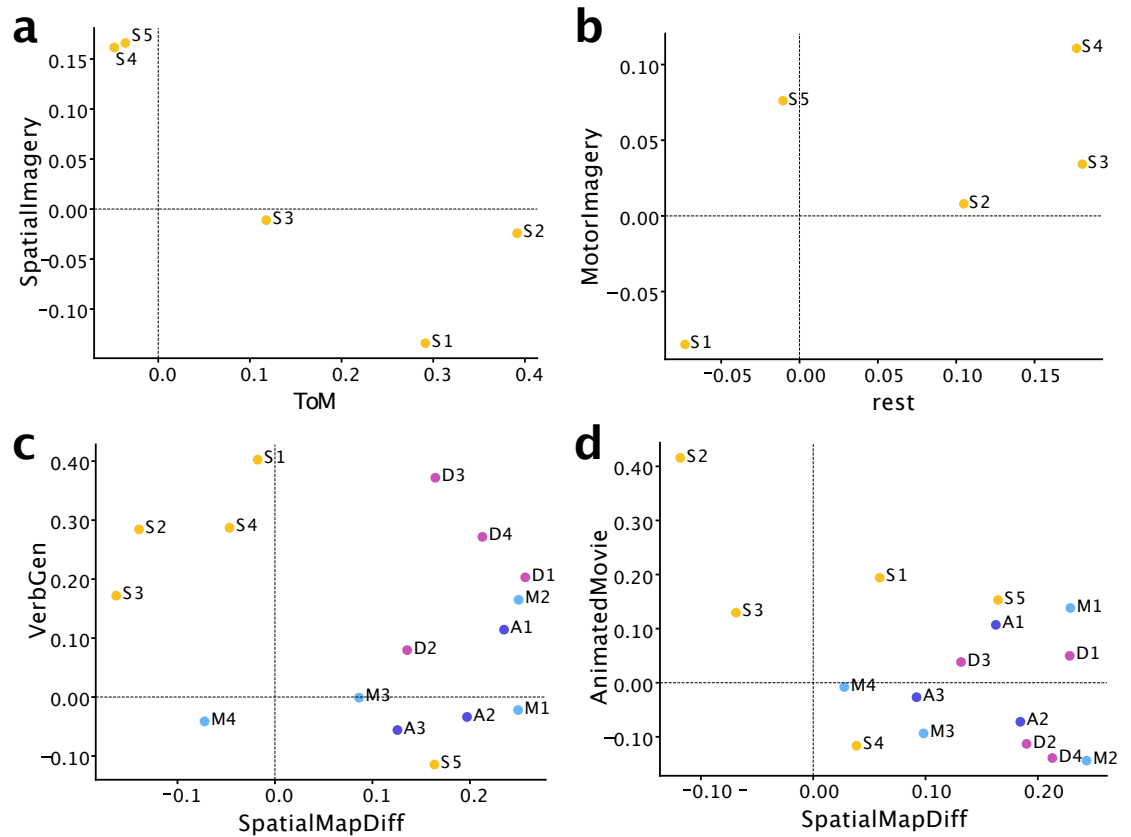 a
0.15
0.10
0.05
0.00
−0.05
−0.10
SpatialImagery
S5
S4
S3
S2
S1
0.0
0.1
0.2
0.3
0.4
ToM
b
0.10
0.05
0.00
−0.05
MotorImagery
S4
S5
S3
S2
S1
−0.05
0.00
0.05
0.10
0.15
rest
c
0.40
0.30
0.20
0.10
0.00
−0.10
VerbGen
S1
D3
S2
S4
D4
D1
S3
M2
A1
D2
M3
M4
A3
A2
M1
S5
−0.1
0.0
0.1
0.2
SpatialMapDiff
d
0.40
0.30
0.20
0.10
0.00
−0.10
AnimatedMovie
S2
S1
S5
M1
S3
A1
D3
D1
M4
A3
M3
A2
S4
D2
D4
M2
−0.10
0.00
0.10
0.20
SpatialMapDiff